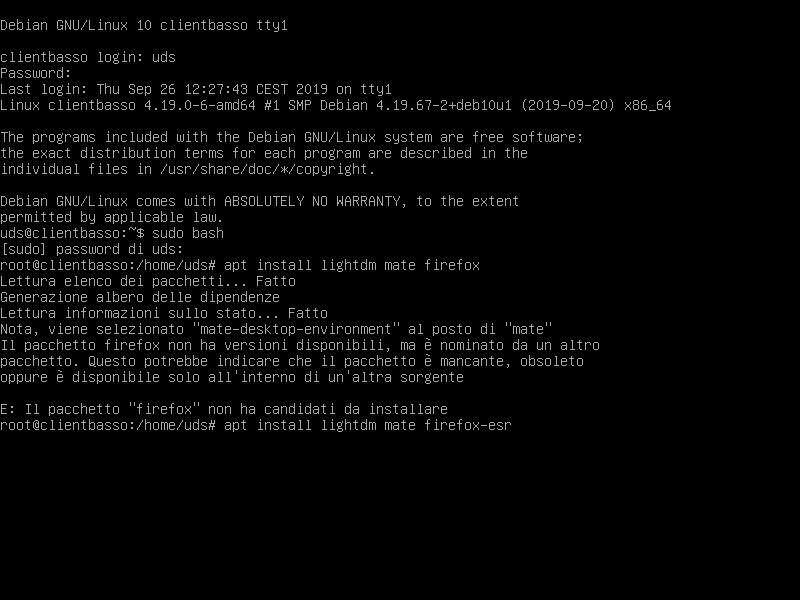 Debian GNU/Linux 10 clientbasso tty1
clientbasso login: uds
Password:
Last login: Thu Sep 26 12:27:43 CEST 2019 on tty1
Linux clientbasso 4.19.0-6-amd64 #1 SMP Debian 4.19.67-2+deb10u1 (2019-09-20) x86_64
The programs included with the Debian GNU/Linux system are free software;
the exact distribution terms for each program are described in the
individual files in /usr/share/doc/*/copyright.
Debian GNU/Linux comes with ABSOLUTELY NO WARRANTY, to the extent
permitted by applicable law.
uds@clientbasso:~$ sudo bash
[sudo] password di uds:
root@clientbasso:/home/uds# apt install lightdm mate firefox
Lettura elenco dei pacchetti... Fatto
Generazione albero delle dipendenze
Lettura informazioni sullo stato... Fatto
Nota, viene selezionato "mate-desktop-environment" al posto di "mate"
Il pacchetto firefox non ha versioni disponibili, ma è nominato da un altro
pacchetto. Questo potrebbe indicare che il pacchetto è mancante, obsoleto
oppure è disponibile solo all'interno di un'altra sorgente
E: Il pacchetto "firefox" non ha candidati da installare
root@clientbasso:/home/uds# apt install lightdm mate firefox-esr